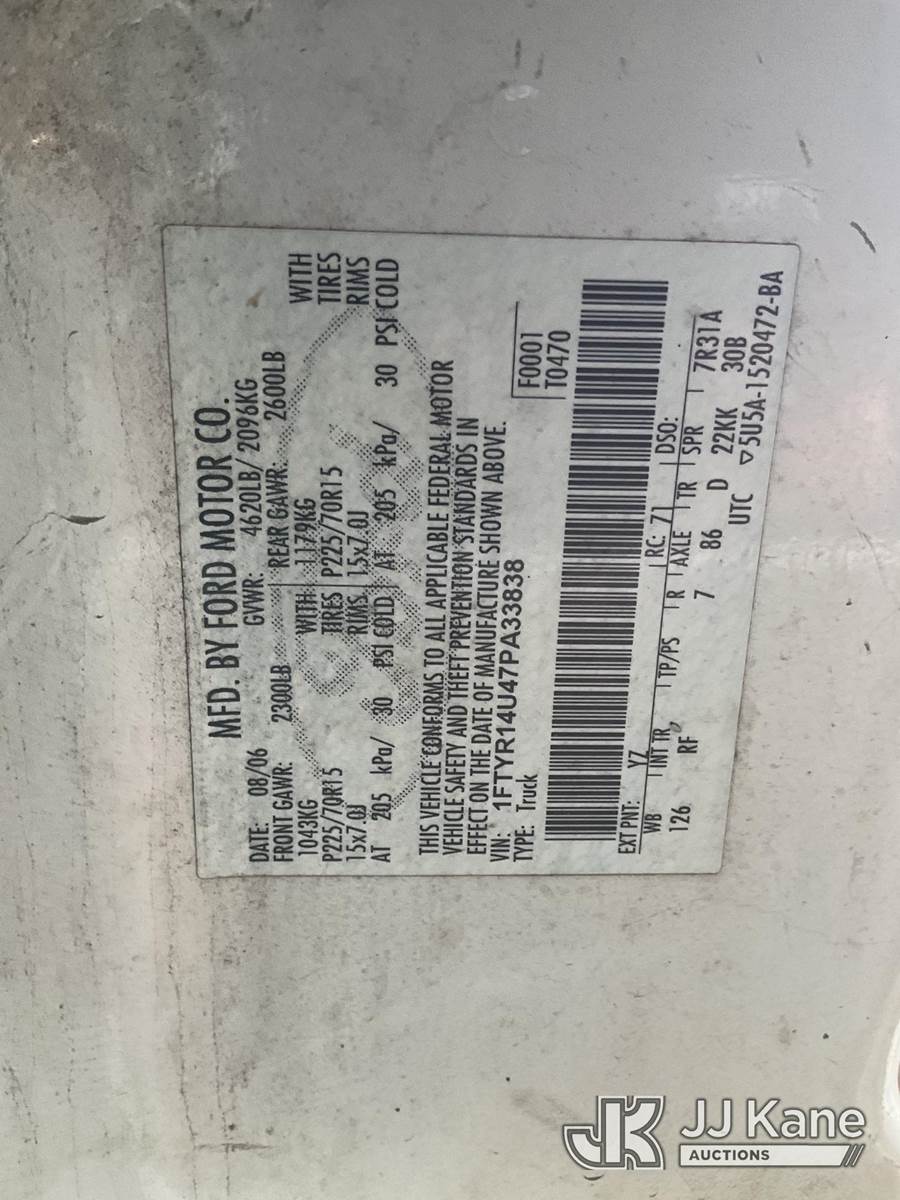 MFD. BY FORD MOTOR CO.
DATE: 08/06 GVWR: 4620LB/ 2096KG
FRONT GAWR: 2300LB REAR GAWR: 2600LB
1043KG WITH 1179KG WITH
P225/70R15 TIRES P225/70R15 TIRES
15x7.0J RIMS 15x7.0J RIMS
AT 205 kPa/ 30 PSI COLD AT 205 kPa/ 30 PSI COLD
THIS VEHICLE CONFORMS TO ALL APPLICABLE FEDERAL MOTOR
VEHICLE SAFETY AND THEFT PREVENTION STANDARDS IN
EFFECT ON THE DATE OF MANUFACTURE SHOWN ABOVE.
VIN: 1FTYR14U47PA33838
TYPE: Truck
F0001
T0470
EXT PNT: YZ RC: 71 DSO:
WB INT TR TP/PS R AXLE TR SPR 7R31A
126 RF 7 86 D 22KK 30B
UTC ▽5U5A-1520472-BA
JK JJ Kane
AUCTIONS